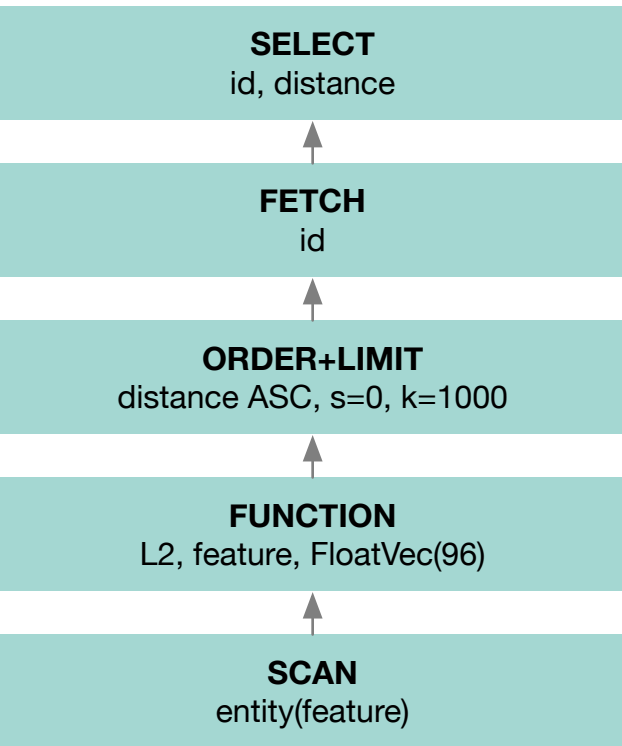 SELECT
id, distance
FETCH
id
ORDER+LIMIT
distance ASC, s=0, k=1000
FUNCTION
L2, feature, FloatVec(96)
SCAN
entity(feature)